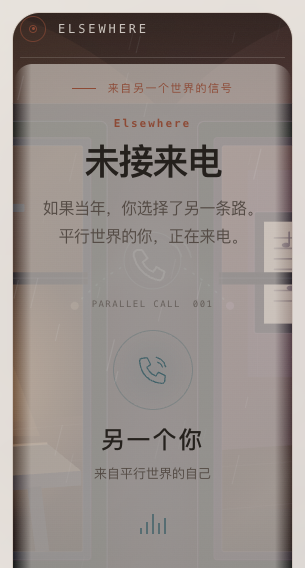 ELSEWHERE
来自另一个世界的信号
Elsewhere
未接来电
如果当年，你选择了另一条路。
平行世界的你，正在来电。
PARALLEL CALL 001
另一个你
来自平行世界的自己